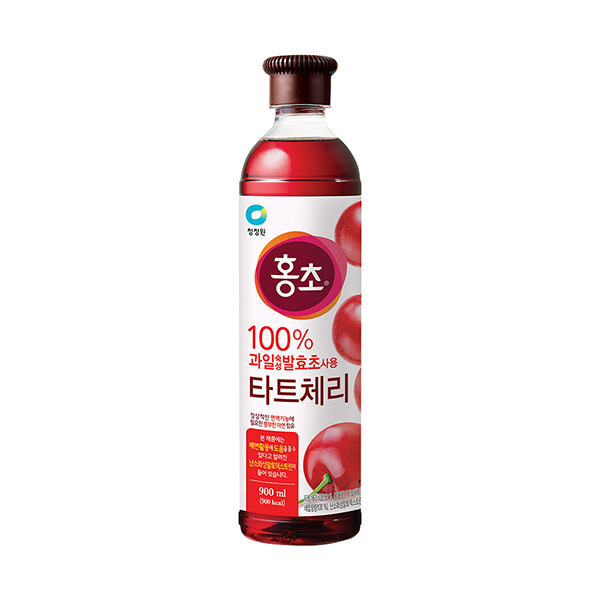 청정원
홍초®
100%
과일숙성발효초사용
타트체리
정상적인 면역기능에
필요한 풍부한 아연 함유
본 제품에는
배변활동에 도움을 줄 수
있다고 알려진
난소화성말토덱스트린이
들어 있습니다.
900 ml
(900 kcal)